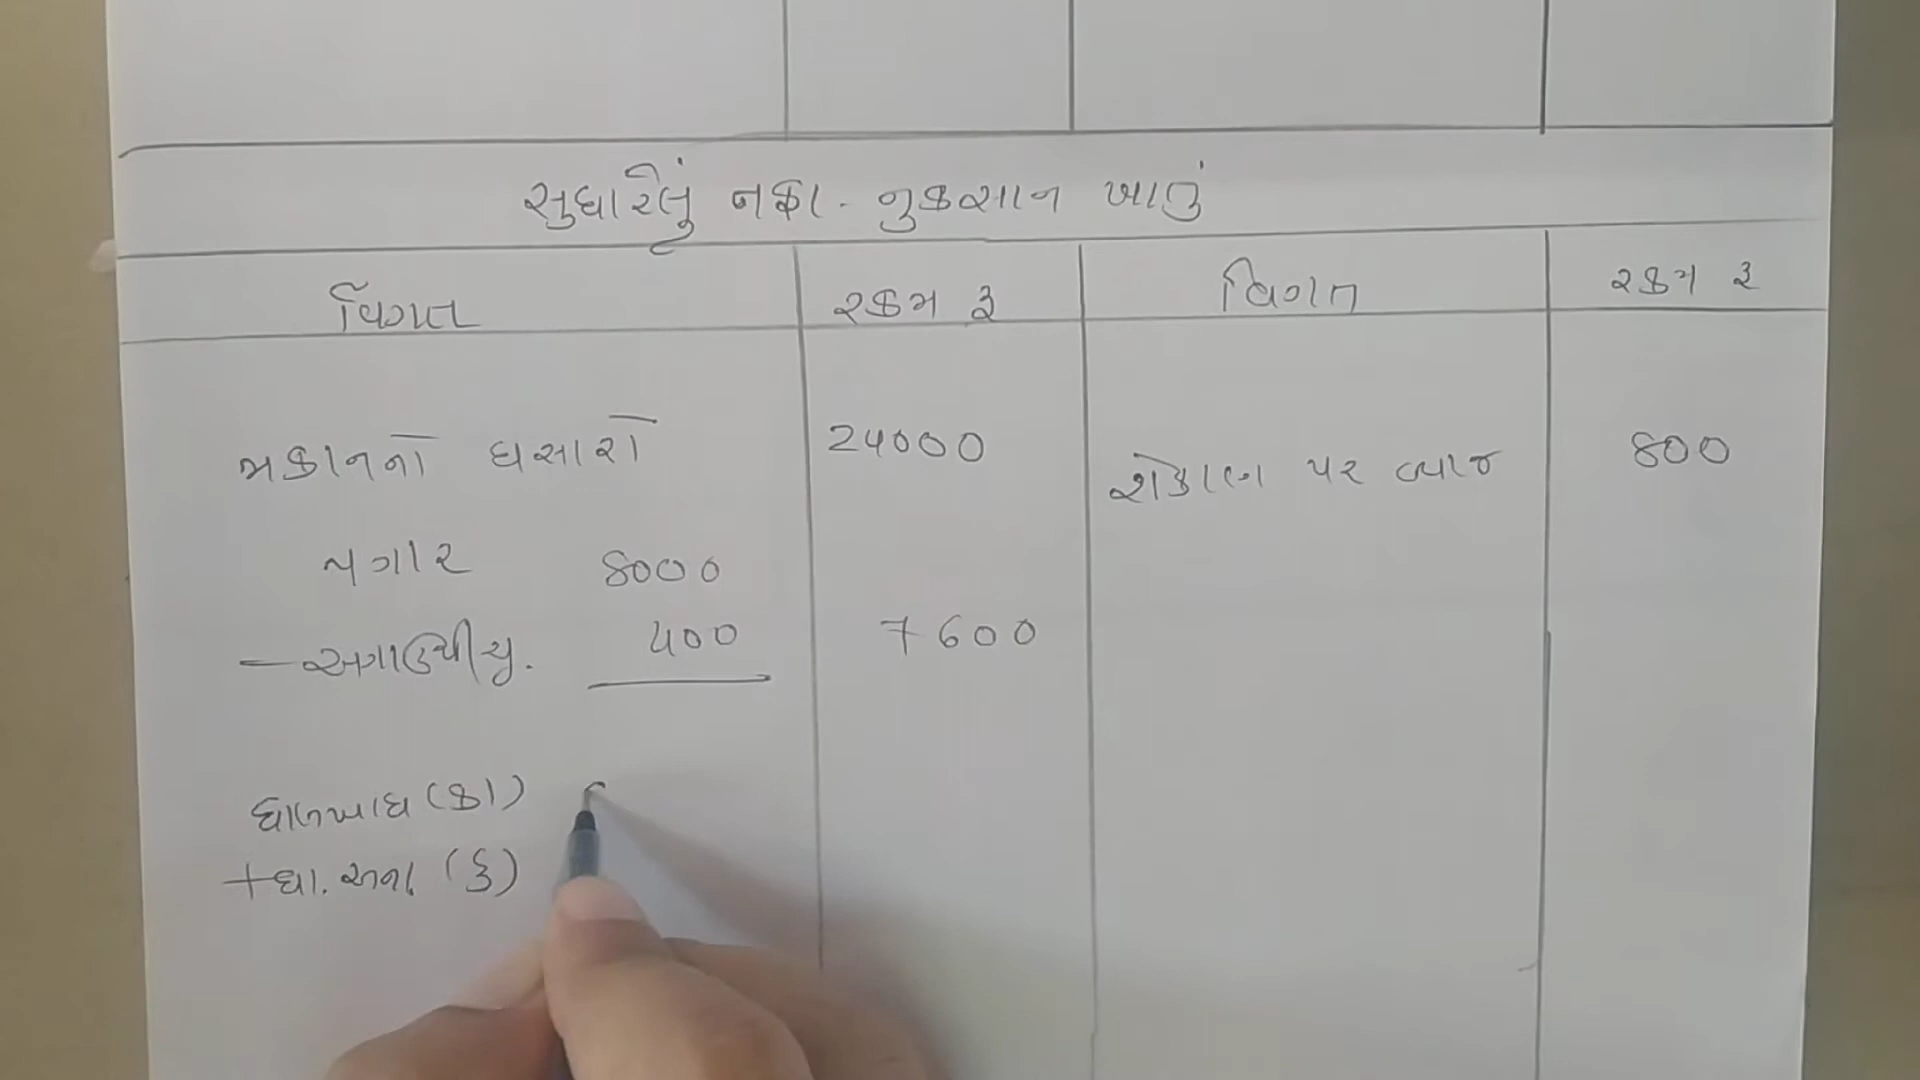 સુધારેલું નફા - નુકસાન ખાતું
વિગત રકમ રૂ વિગત રકમ રૂ
મકાનનો ઘસારો 24000 રોકાણ પર વ્યાજ 800
પગાર 8000
- અગાઉથી ચુ. 400 7600
ઘાલખાધ (કા)
+ ઘા. અના. (કે)